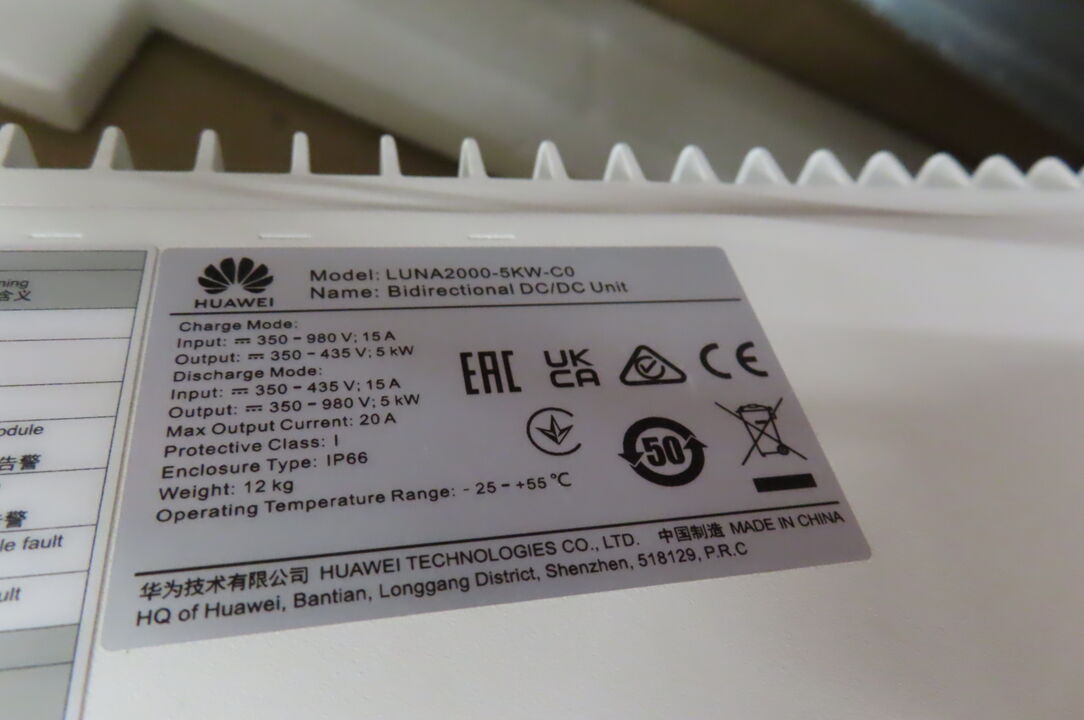 ning
含义
odule
告警
警
le fault
ult
HUAWEI
Model: LUNA2000-5KW-C0
Name: Bidirectional DC/DC Unit
Charge Mode:
Input: ⎓ 350 - 980 V; 15 A
Output: ⎓ 350 - 435 V; 5 kW
Discharge Mode:
Input: ⎓ 350 - 435 V; 15 A
Output: ⎓ 350 - 980 V; 5 kW
Max Output Current: 20 A
Protective Class: I
Enclosure Type: IP66
Weight: 12 kg
Operating Temperature Range: - 25 - +55 ℃
EAC UK CA CE
50
华为技术有限公司 HUAWEI TECHNOLOGIES CO., LTD. 中国制造 MADE IN CHINA
HQ of Huawei, Bantian, Longgang District, Shenzhen, 518129, P.R.C